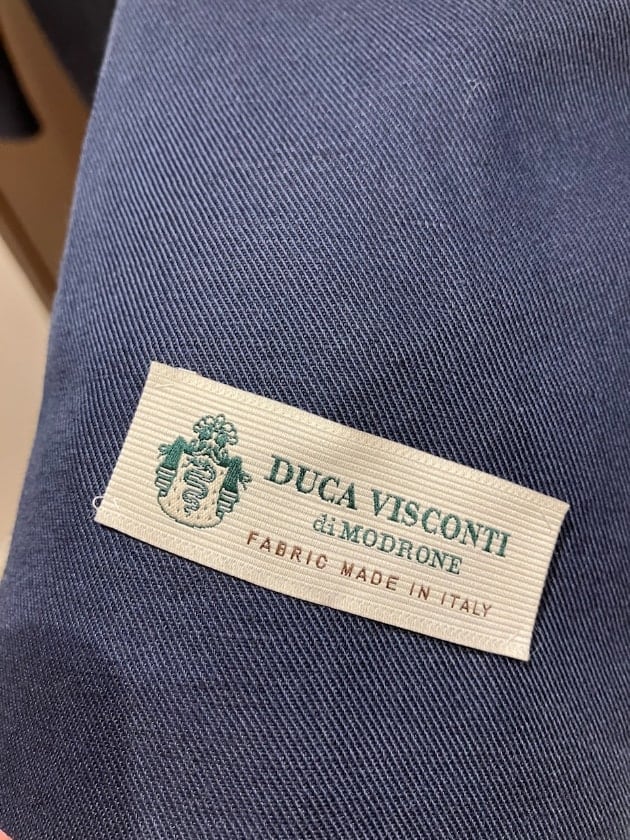 DUCA VISCONTI
di MODRONE
FABRIC MADE IN ITALY